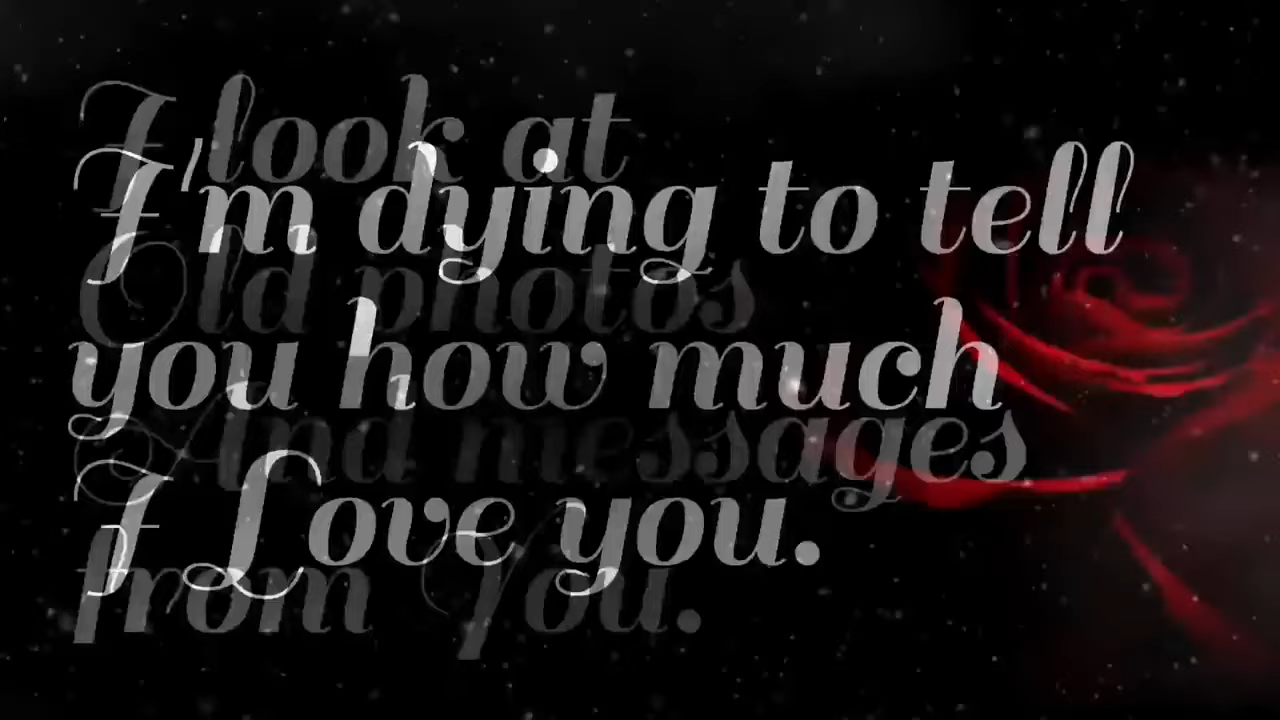 I look at
I'm dying to tell
Old photos
you how much
And messages
I Love you.
from You.